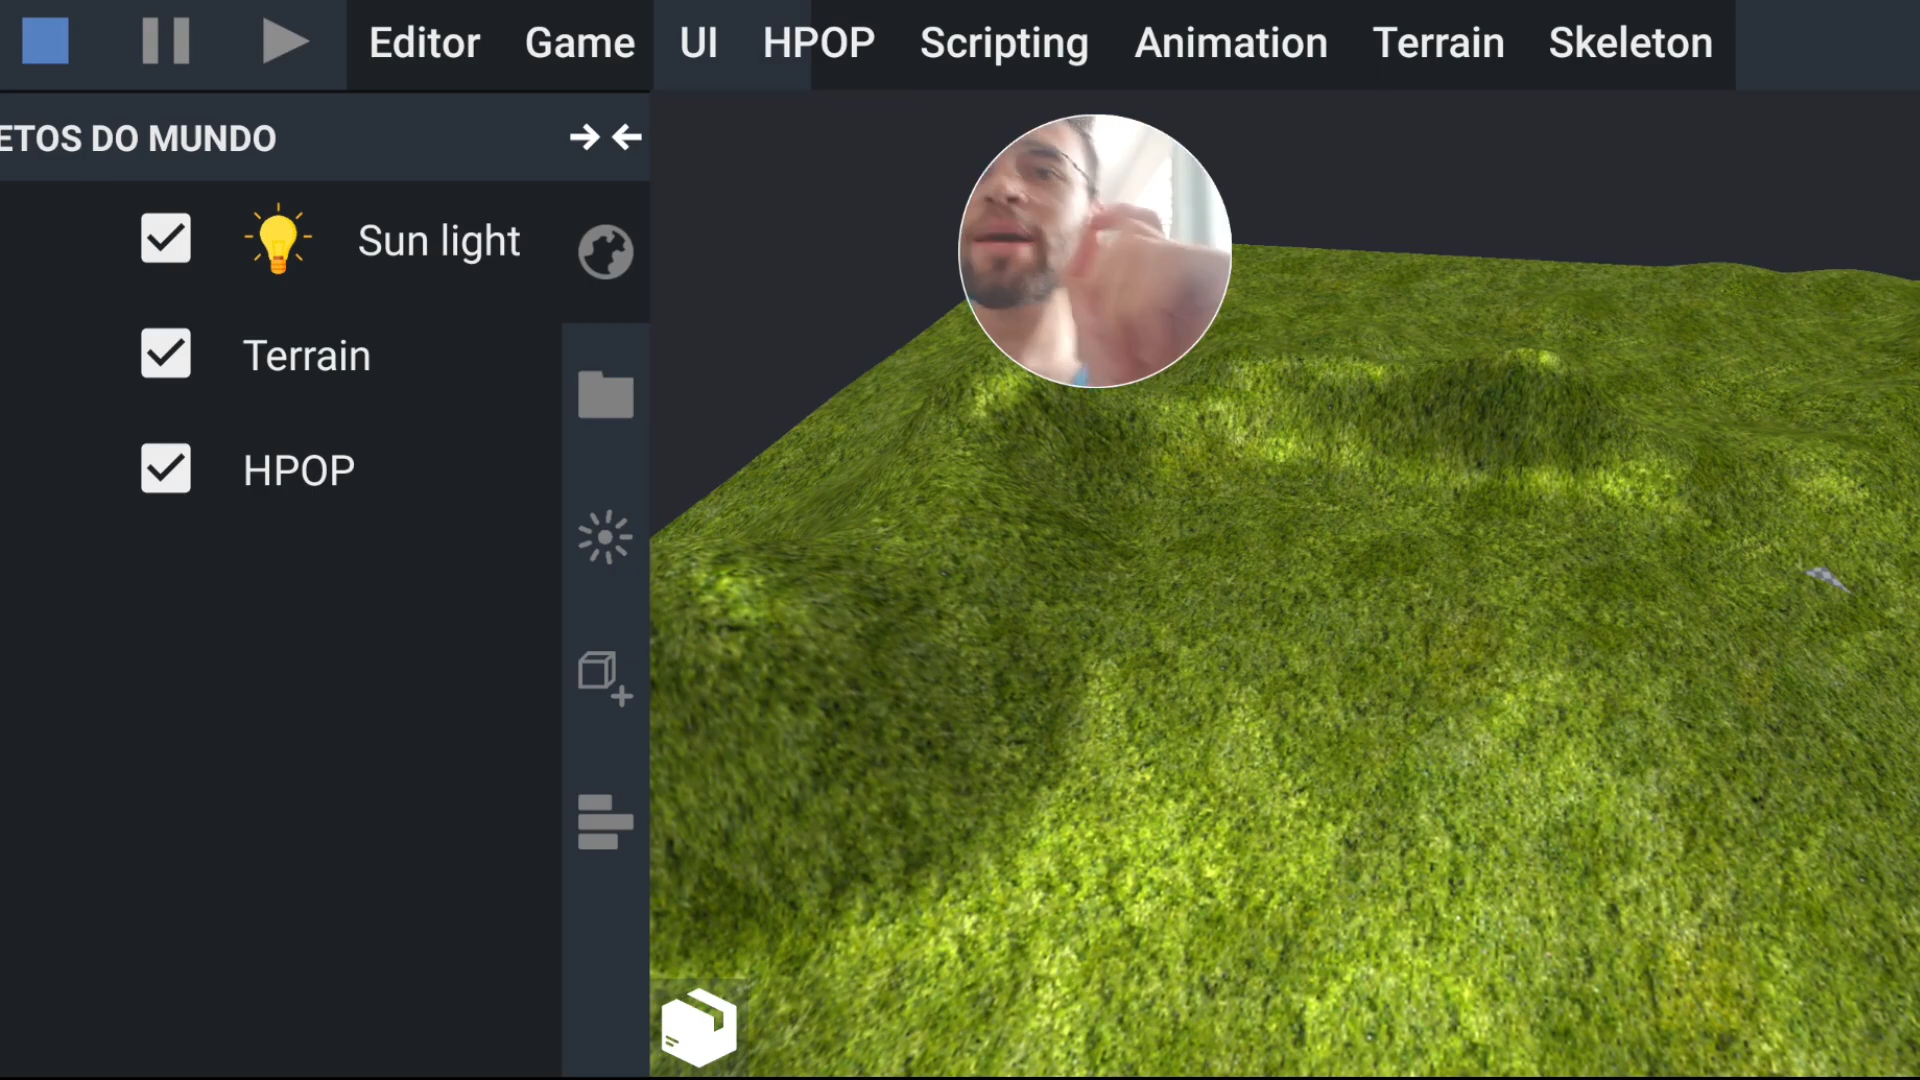 Editor Game UI HPOP Scripting Animation Terrain Skeleton
ETOS DO MUNDO
Sun light
Terrain
HPOP